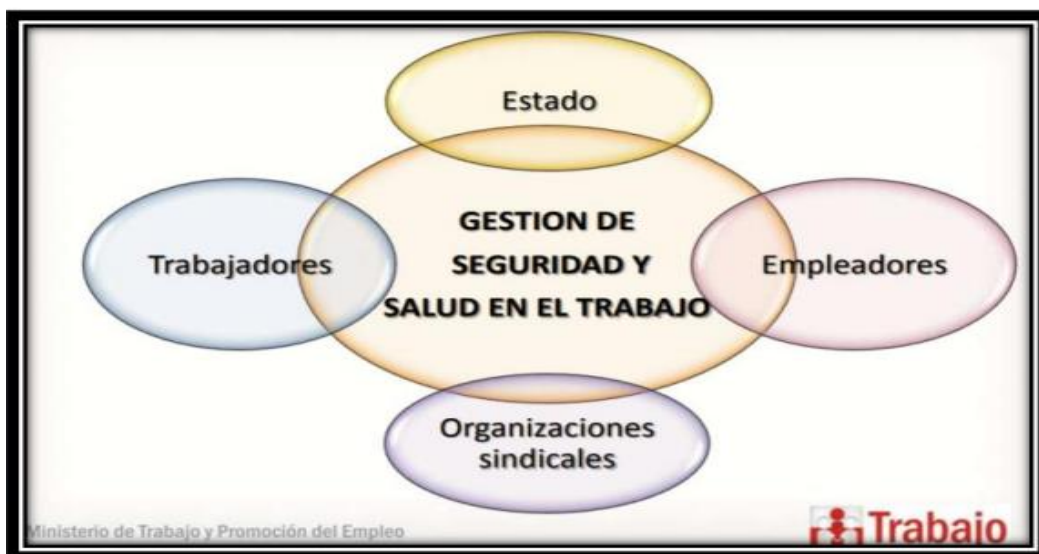 Estado
GESTION DE
SEGURIDAD Y
SALUD EN EL TRABAJO
Trabajadores
Empleadores
Organizaciones
sindicales
Ministerio de Trabajo y Promoción del Empleo
Trabajo